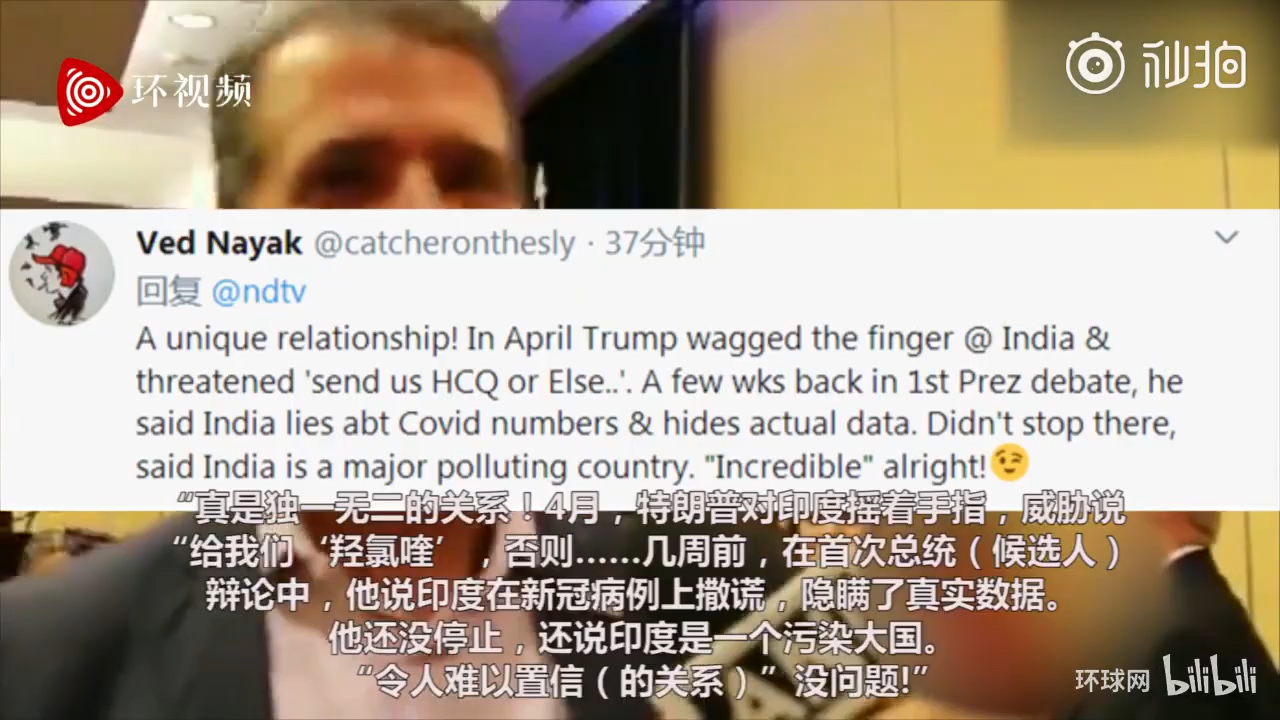 环视频
秒拍
Ved Nayak @catcheronthesly · 37分钟
回复 @ndtv
A unique relationship! In April Trump wagged the finger @ India &
threatened 'send us HCQ or Else..'. A few wks back in 1st Prez debate, he
said India lies abt Covid numbers & hides actual data. Didn't stop there,
said India is a major polluting country. "Incredible" alright!😉
“真是独一无二的关系！4月，特朗普对印度摇着手指，威胁说
“给我们‘羟氯喹’，否则……几周前，在首次总统（候选人）
辩论中，他说印度在新冠病例上撒谎，隐瞒了真实数据。
他还没停止，还说印度是一个污染大国。
“令人难以置信（的关系）”没问题!”
环球网 bilibili